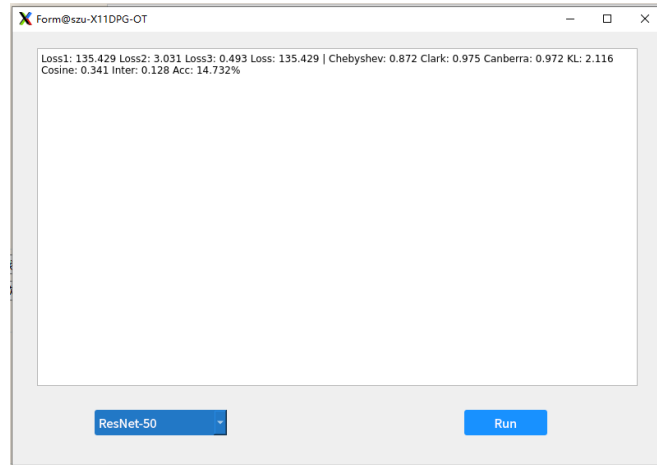 Form@szu-X11DPG-OT
Loss1: 135.429 Loss2: 3.031 Loss3: 0.493 Loss: 135.429 | Chebyshev: 0.872 Clark: 0.975 Canberra: 0.972 KL: 2.116
Cosine: 0.341 Inter: 0.128 Acc: 14.732%
ResNet-50
Run